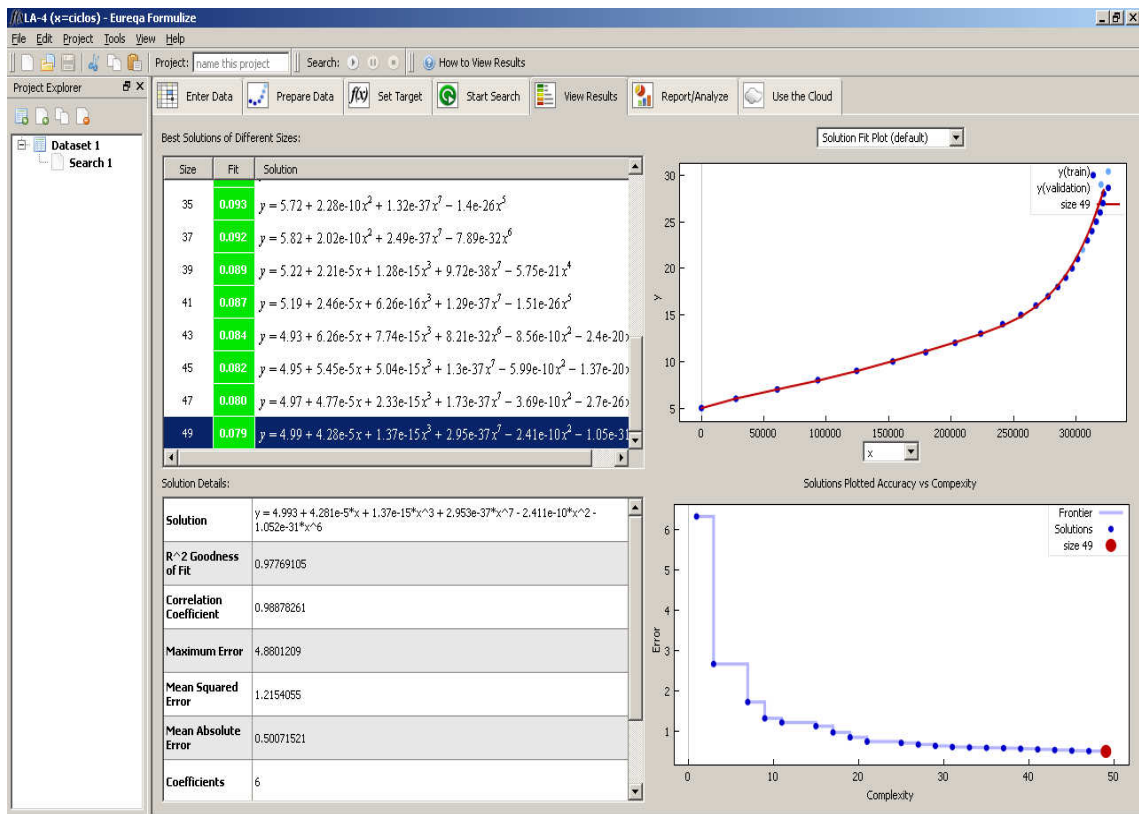 LA-4 (x=ciclos) - Eureqa Formulize
File Edit Project Tools View Help
Project: name this project Search: How to View Results
Project Explorer
Enter Data Prepare Data f(x) Set Target Start Search View Results Report/Analyze Use the Cloud
Dataset 1
Search 1
Best Solutions of Different Sizes:
Size Fit Solution
35 0.093 y = 5.72 + 2.28e-10x^2 + 1.32e-37x^7 - 1.4e-26x^5
37 0.092 y = 5.82 + 2.02e-10x^2 + 2.49e-37x^7 - 7.89e-32x^6
39 0.089 y = 5.22 + 2.21e-5x + 1.28e-15x^3 + 9.72e-38x^7 - 5.75e-21x^4
41 0.087 y = 5.19 + 2.46e-5x + 6.26e-16x^3 + 1.29e-37x^7 - 1.51e-26x^5
43 0.084 y = 4.93 + 6.26e-5x + 7.74e-15x^3 + 8.21e-32x^6 - 8.56e-10x^2 - 2.4e-20x
45 0.082 y = 4.95 + 5.45e-5x + 5.04e-15x^3 + 1.3e-37x^7 - 5.99e-10x^2 - 1.37e-20x
47 0.080 y = 4.97 + 4.77e-5x + 2.33e-15x^3 + 1.73e-37x^7 - 3.69e-10x^2 - 2.7e-26x
49 0.079 y = 4.99 + 4.28e-5x + 1.37e-15x^3 + 2.95e-37x^7 - 2.41e-10x^2 - 1.05e-31
Solution Details:
Solution y = 4.993 + 4.281e-5*x + 1.37e-15*x^3 + 2.953e-37*x^7 - 2.411e-10*x^2 -
1.052e-31*x^6
R^2 Goodness
of Fit 0.97769105
Correlation
Coefficient 0.98878261
Maximum Error 4.8801209
Mean Squared
Error 1.2154055
Mean Absolute
Error 0.50071521
Coefficients 6
Solution Fit Plot (default)
y(train)
y(validation)
size 49
30
25
20
15
10
5
y
0 50000 100000 150000 200000 250000 300000
x
Solutions Plotted Accuracy vs Compexity
Frontier
Solutions
size 49
6
5
4
3
2
1
Error
0 10 20 30 40 50
Complexity